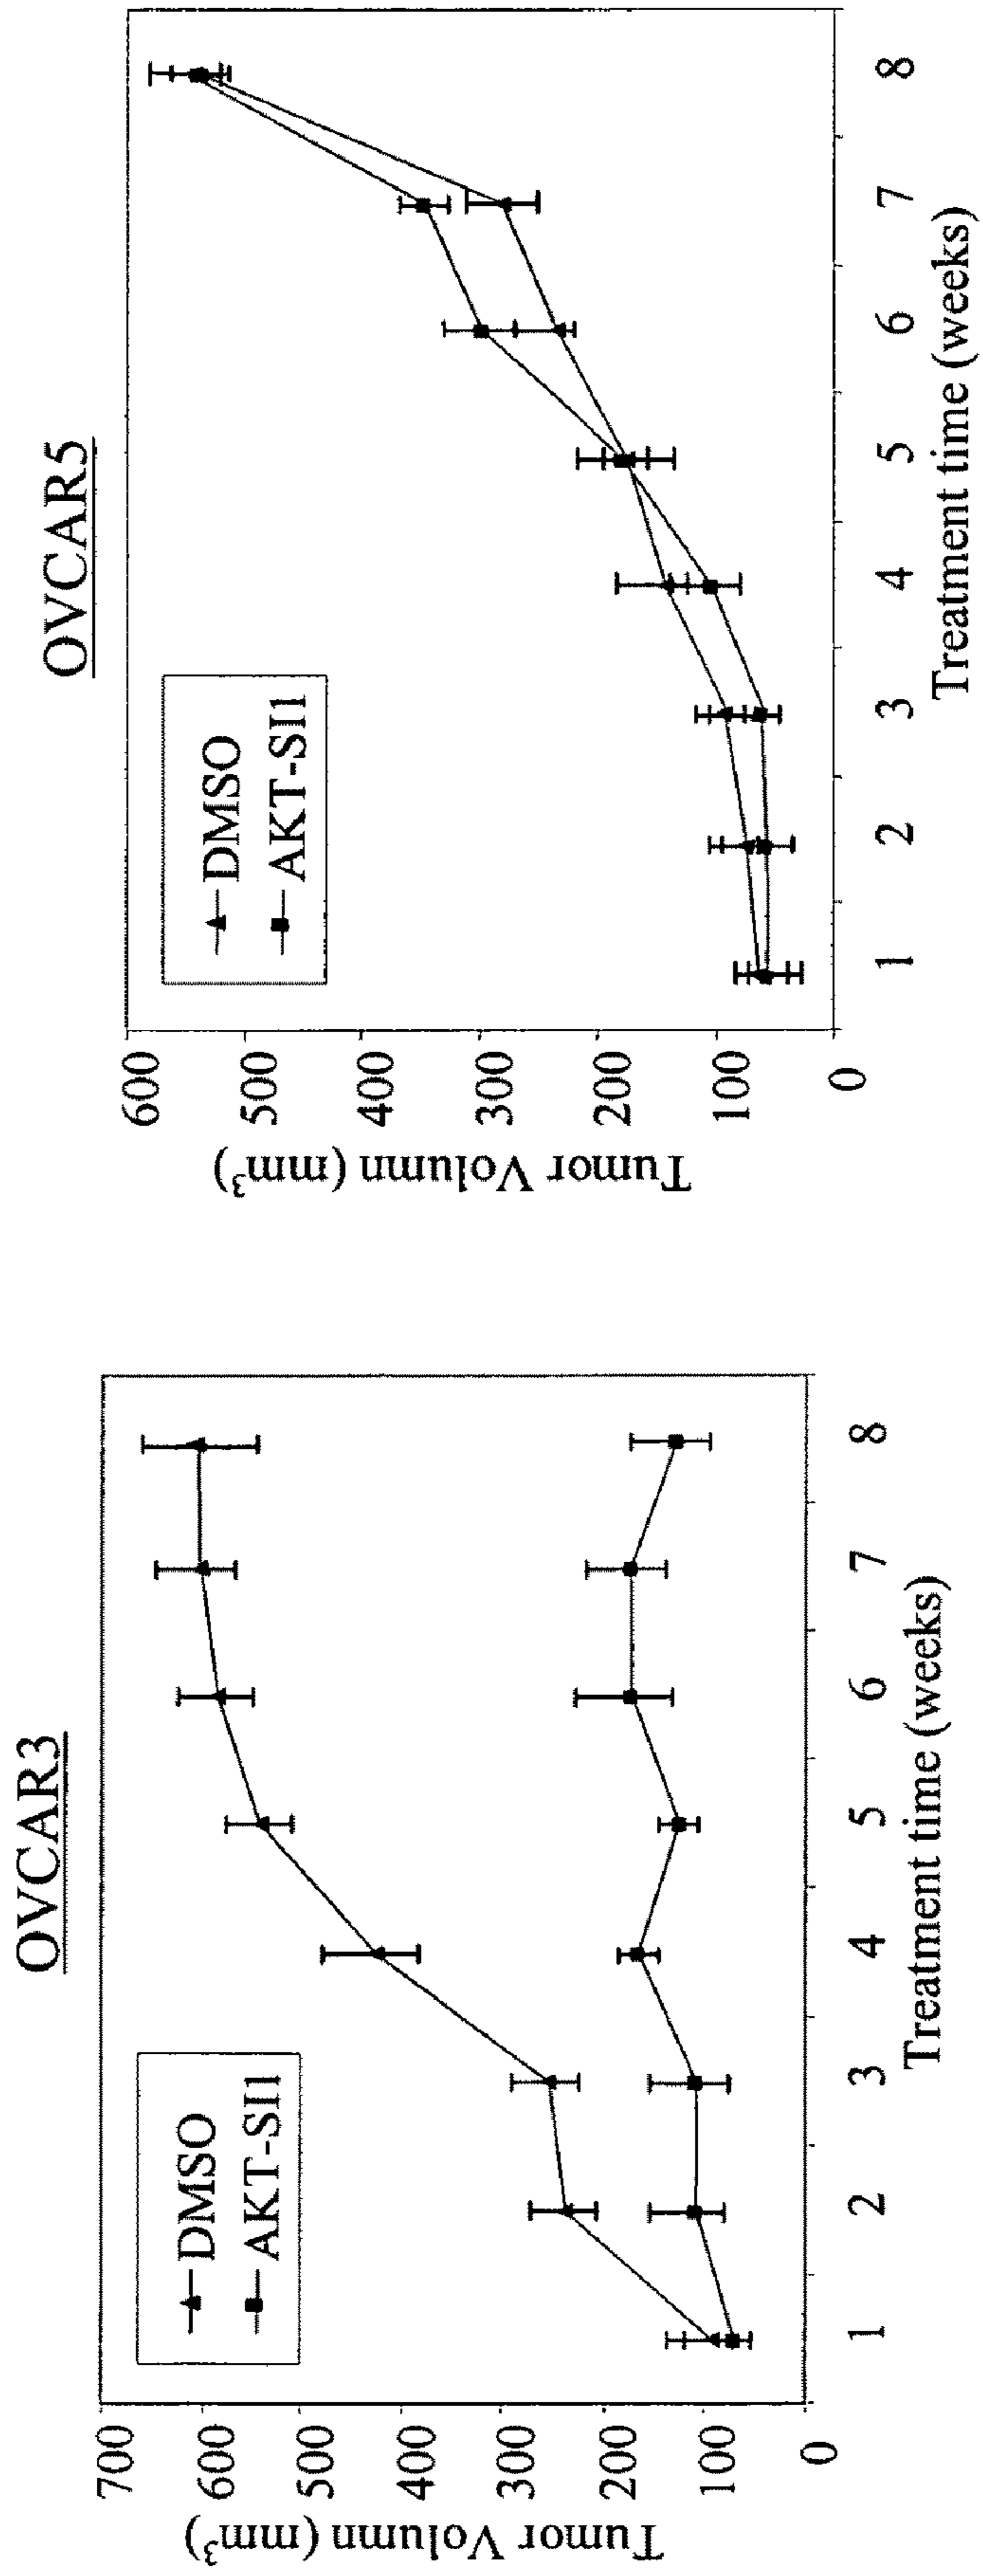 OVCAR3
DMSO
AKT-SI1
Tumor Volumn (mm³)
700
600
500
400
300
200
100
0
1 2 3 4 5 6 7 8
Treatment time (weeks)
OVCAR5
DMSO
AKT-SI1
Tumor Volumn (mm³)
600
500
400
300
200
100
0
1 2 3 4 5 6 7 8
Treatment time (weeks)